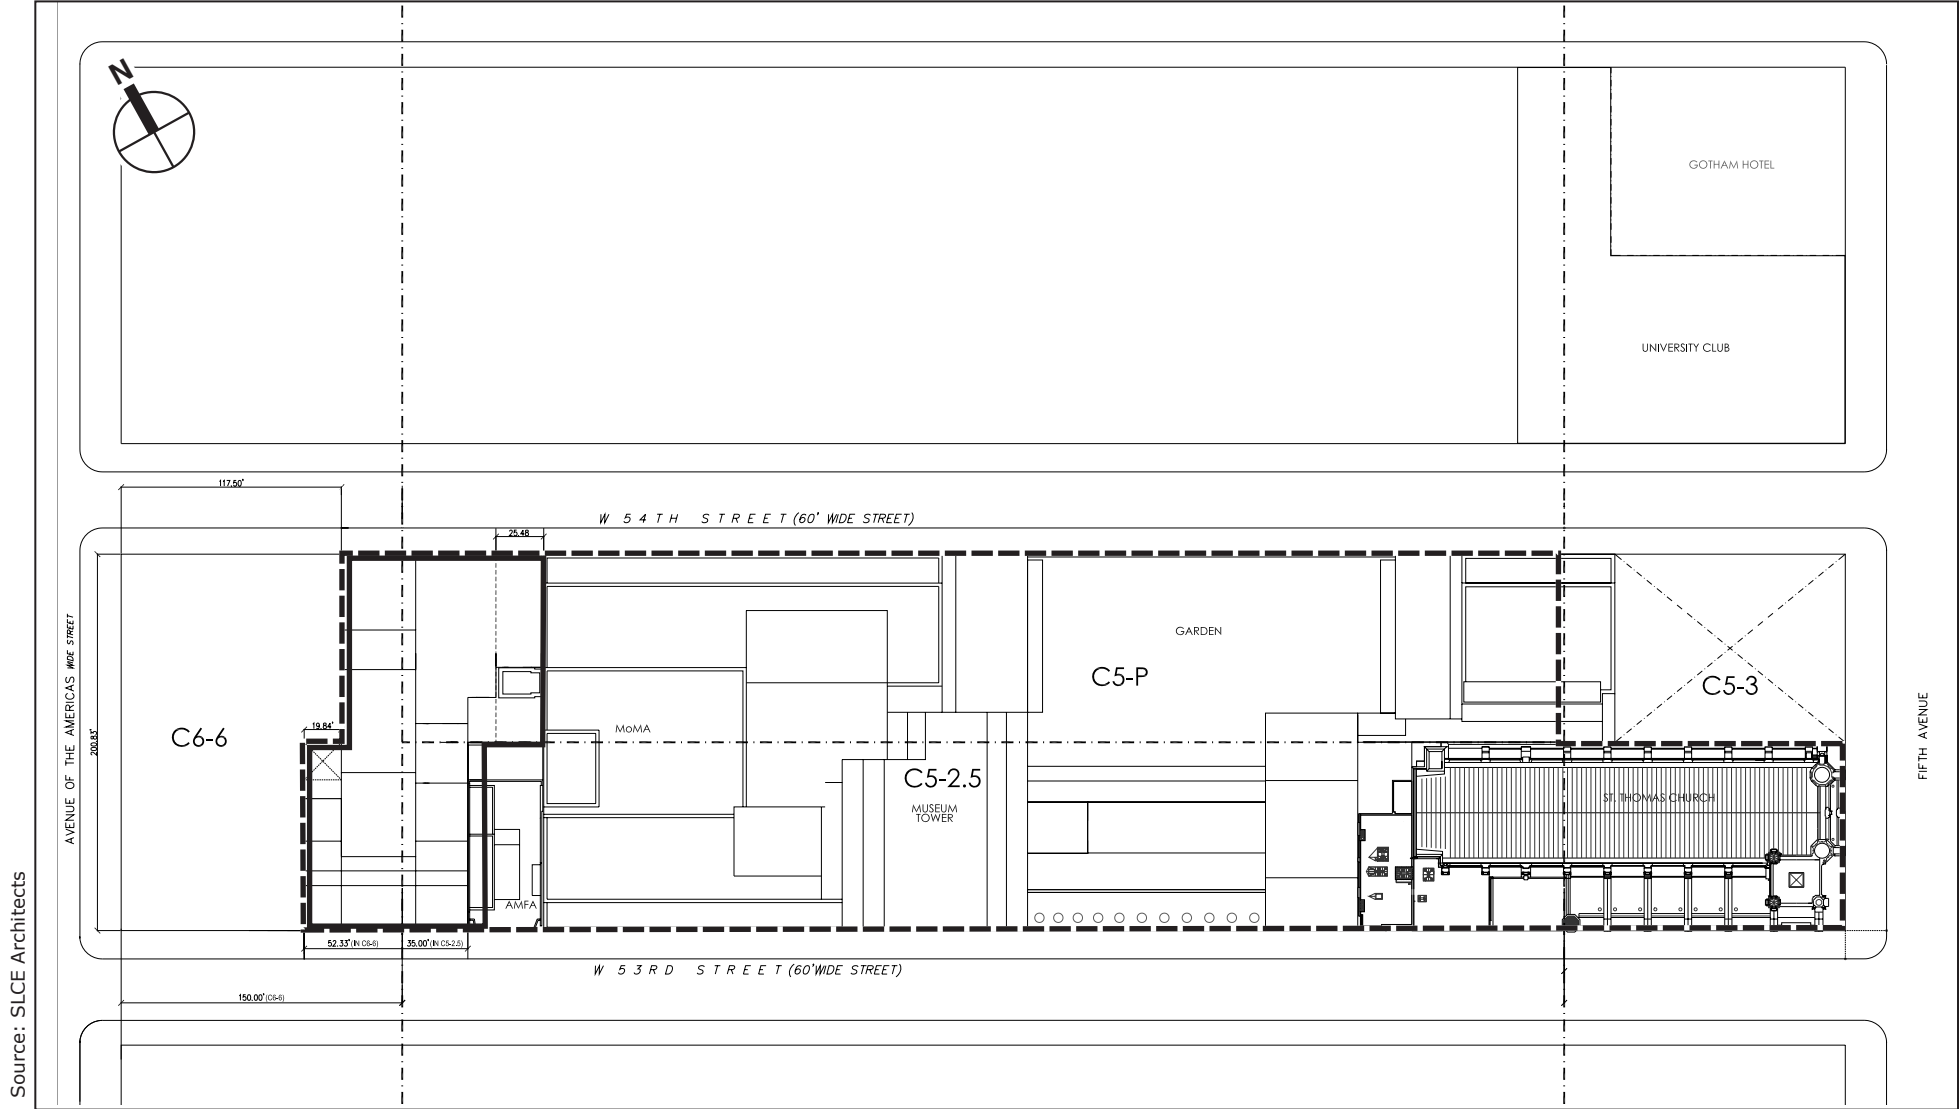 N
GOTHAM HOTEL
UNIVERSITY CLUB
117.50'
W 54TH STREET (60' WIDE STREET)
25.48
AVENUE OF THE AMERICAS WIDE STREET
200.83'
C6-6
19.84'
MoMA
GARDEN
C5-P
C5-3
FIFTH AVENUE
C5-2.5
MUSEUM
TOWER
ST. THOMAS CHURCH
AMFA
52.33' (IN C6-6)
35.00' (IN C5-2.5)
W 53RD STREET (60'WIDE STREET)
150.00' (C6-6)
Source: SLCE Architects